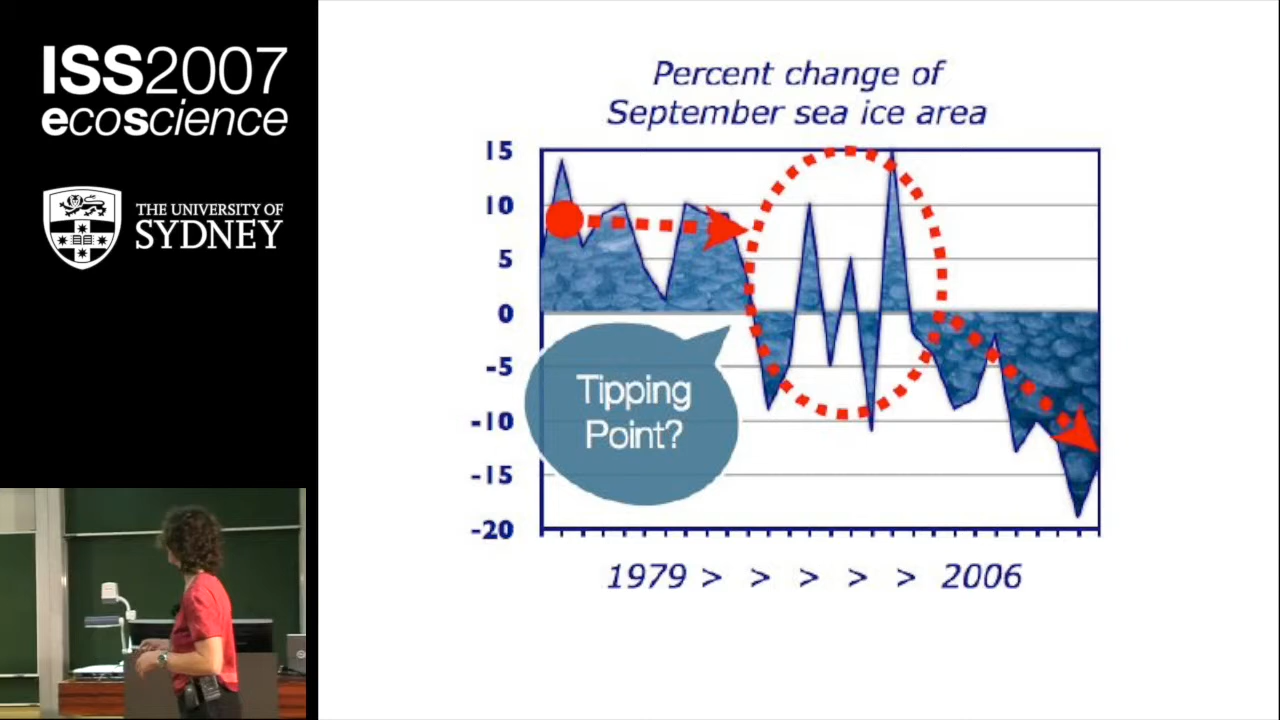 ISS2007
ecoscience
THE UNIVERSITY OF
SYDNEY
Percent change of
September sea ice area
15
10
5
0
-5
-10
-15
-20
Tipping
Point?
1979 > > > > > 2006